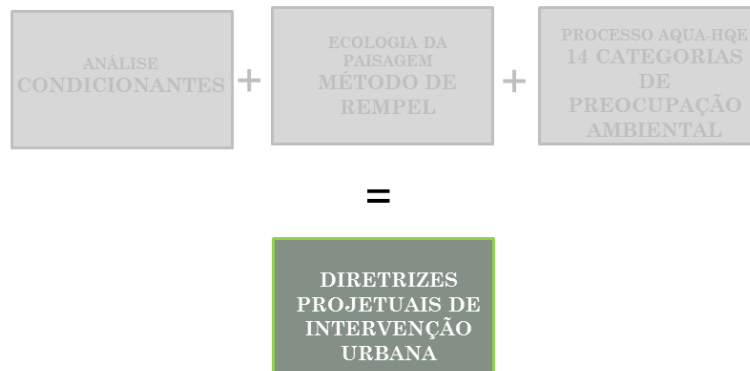 ANÁLISE
CONDICIONANTES
+
ECOLOGIA DA
PAISAGEM
MÉTODO DE
REMPEL
+
PROCESSO AQUA-HQE
14 CATEGORIAS
DE
PREOCUPAÇÃO
AMBIENTAL
=
DIRETRIZES
PROJETUAIS DE
INTERVENÇÃO
URBANA